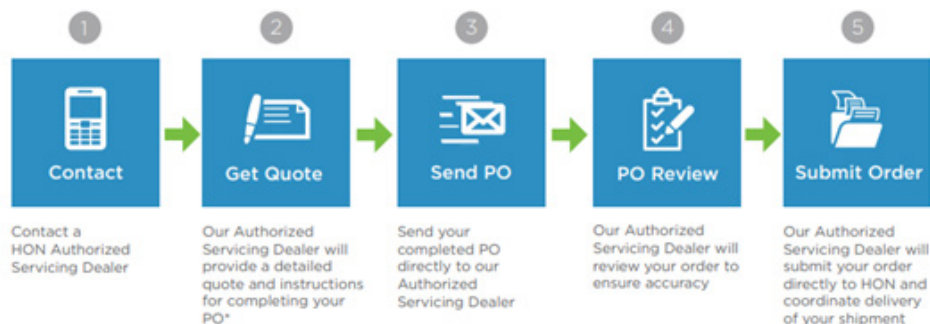 1
2
3
4
5
Contact
Get Quote
Send PO
PO Review
Submit Order
Contact a
HON Authorized
Servicing Dealer
Our Authorized
Servicing Dealer will
provide a detailed
quote and instructions
for completing your
PO*
Send your
completed PO
directly to our
Authorized
Servicing Dealer
Our Authorized
Servicing Dealer will
review your order to
ensure accuracy
Our Authorized
Servicing Dealer will
submit your order
directly to HON and
coordinate delivery
of your shipment